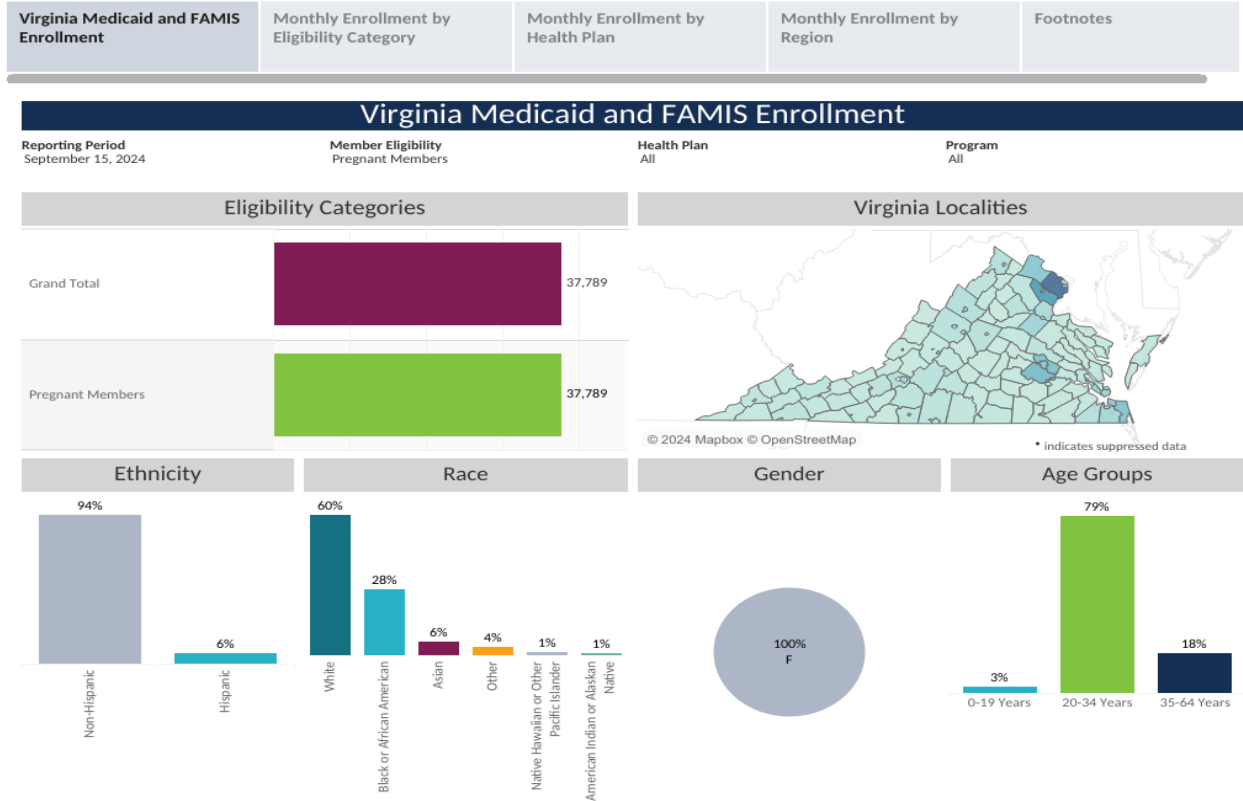 Virginia Medicaid and FAMIS
Enrollment
Monthly Enrollment by
Eligibility Category
Monthly Enrollment by
Health Plan
Monthly Enrollment by
Region
Footnotes
Virginia Medicaid and FAMIS Enrollment
Reporting Period
September 15, 2024
Member Eligibility
Pregnant Members
Health Plan
All
Program
All
Eligibility Categories
Grand Total
37,789
Pregnant Members
37,789
Virginia Localities
© 2024 Mapbox © OpenStreetMap
* indicates suppressed data
Ethnicity
94%
6%
Non-Hispanic
Hispanic
Race
60%
28%
6%
4%
1%
1%
White
Black or African American
Asian
Other
Native Hawaiian or Other
Pacific Islander
American Indian or Alaskan
Native
Gender
100%
F
Age Groups
3%
79%
18%
0-19 Years
20-34 Years
35-64 Years